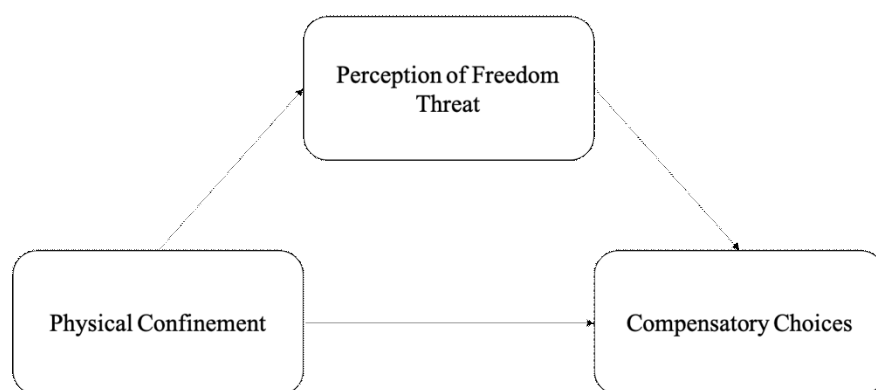 Perception of Freedom
Threat
Physical Confinement
Compensatory Choices